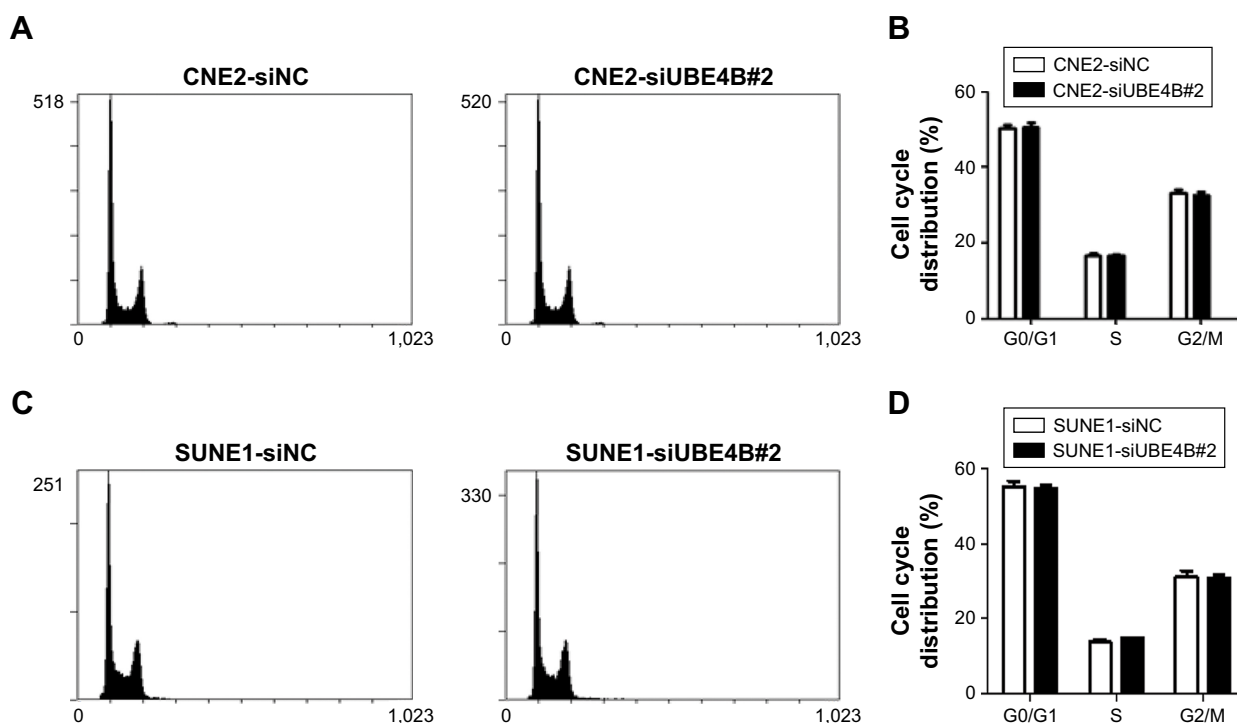 A
CNE2-siNC
518
0
1,023
CNE2-siUBE4B#2
520
0
1,023
B
CNE2-siNC
CNE2-siUBE4B#2
Cell cycle
distribution (%)
60
40
20
0
G0/G1
S
G2/M
C
SUNE1-siNC
251
0
1,023
SUNE1-siUBE4B#2
330
0
1,023
D
SUNE1-siNC
SUNE1-siUBE4B#2
Cell cycle
distribution (%)
60
40
20
0
G0/G1
S
G2/M